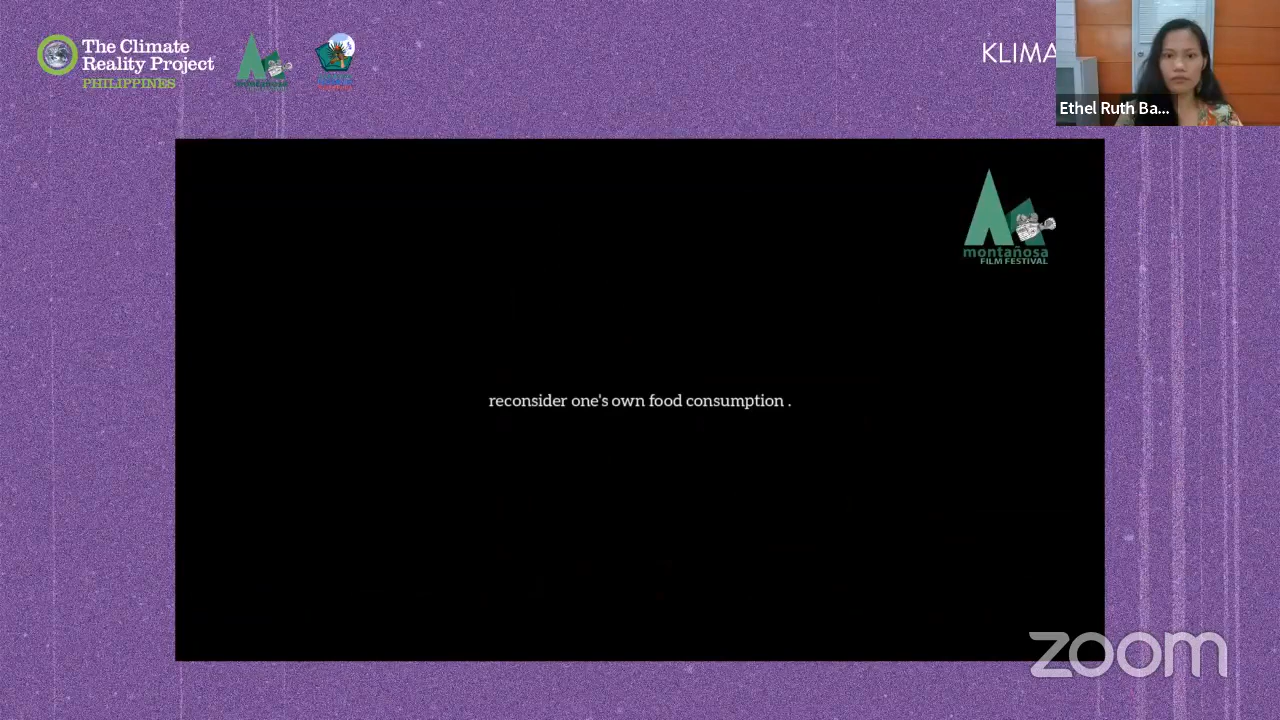 The Climate
Reality Project
PHILIPPINES
KLIMA
Ethel Ruth Ba...
montañosa
FILM FESTIVAL
reconsider one's own food consumption .
zoom